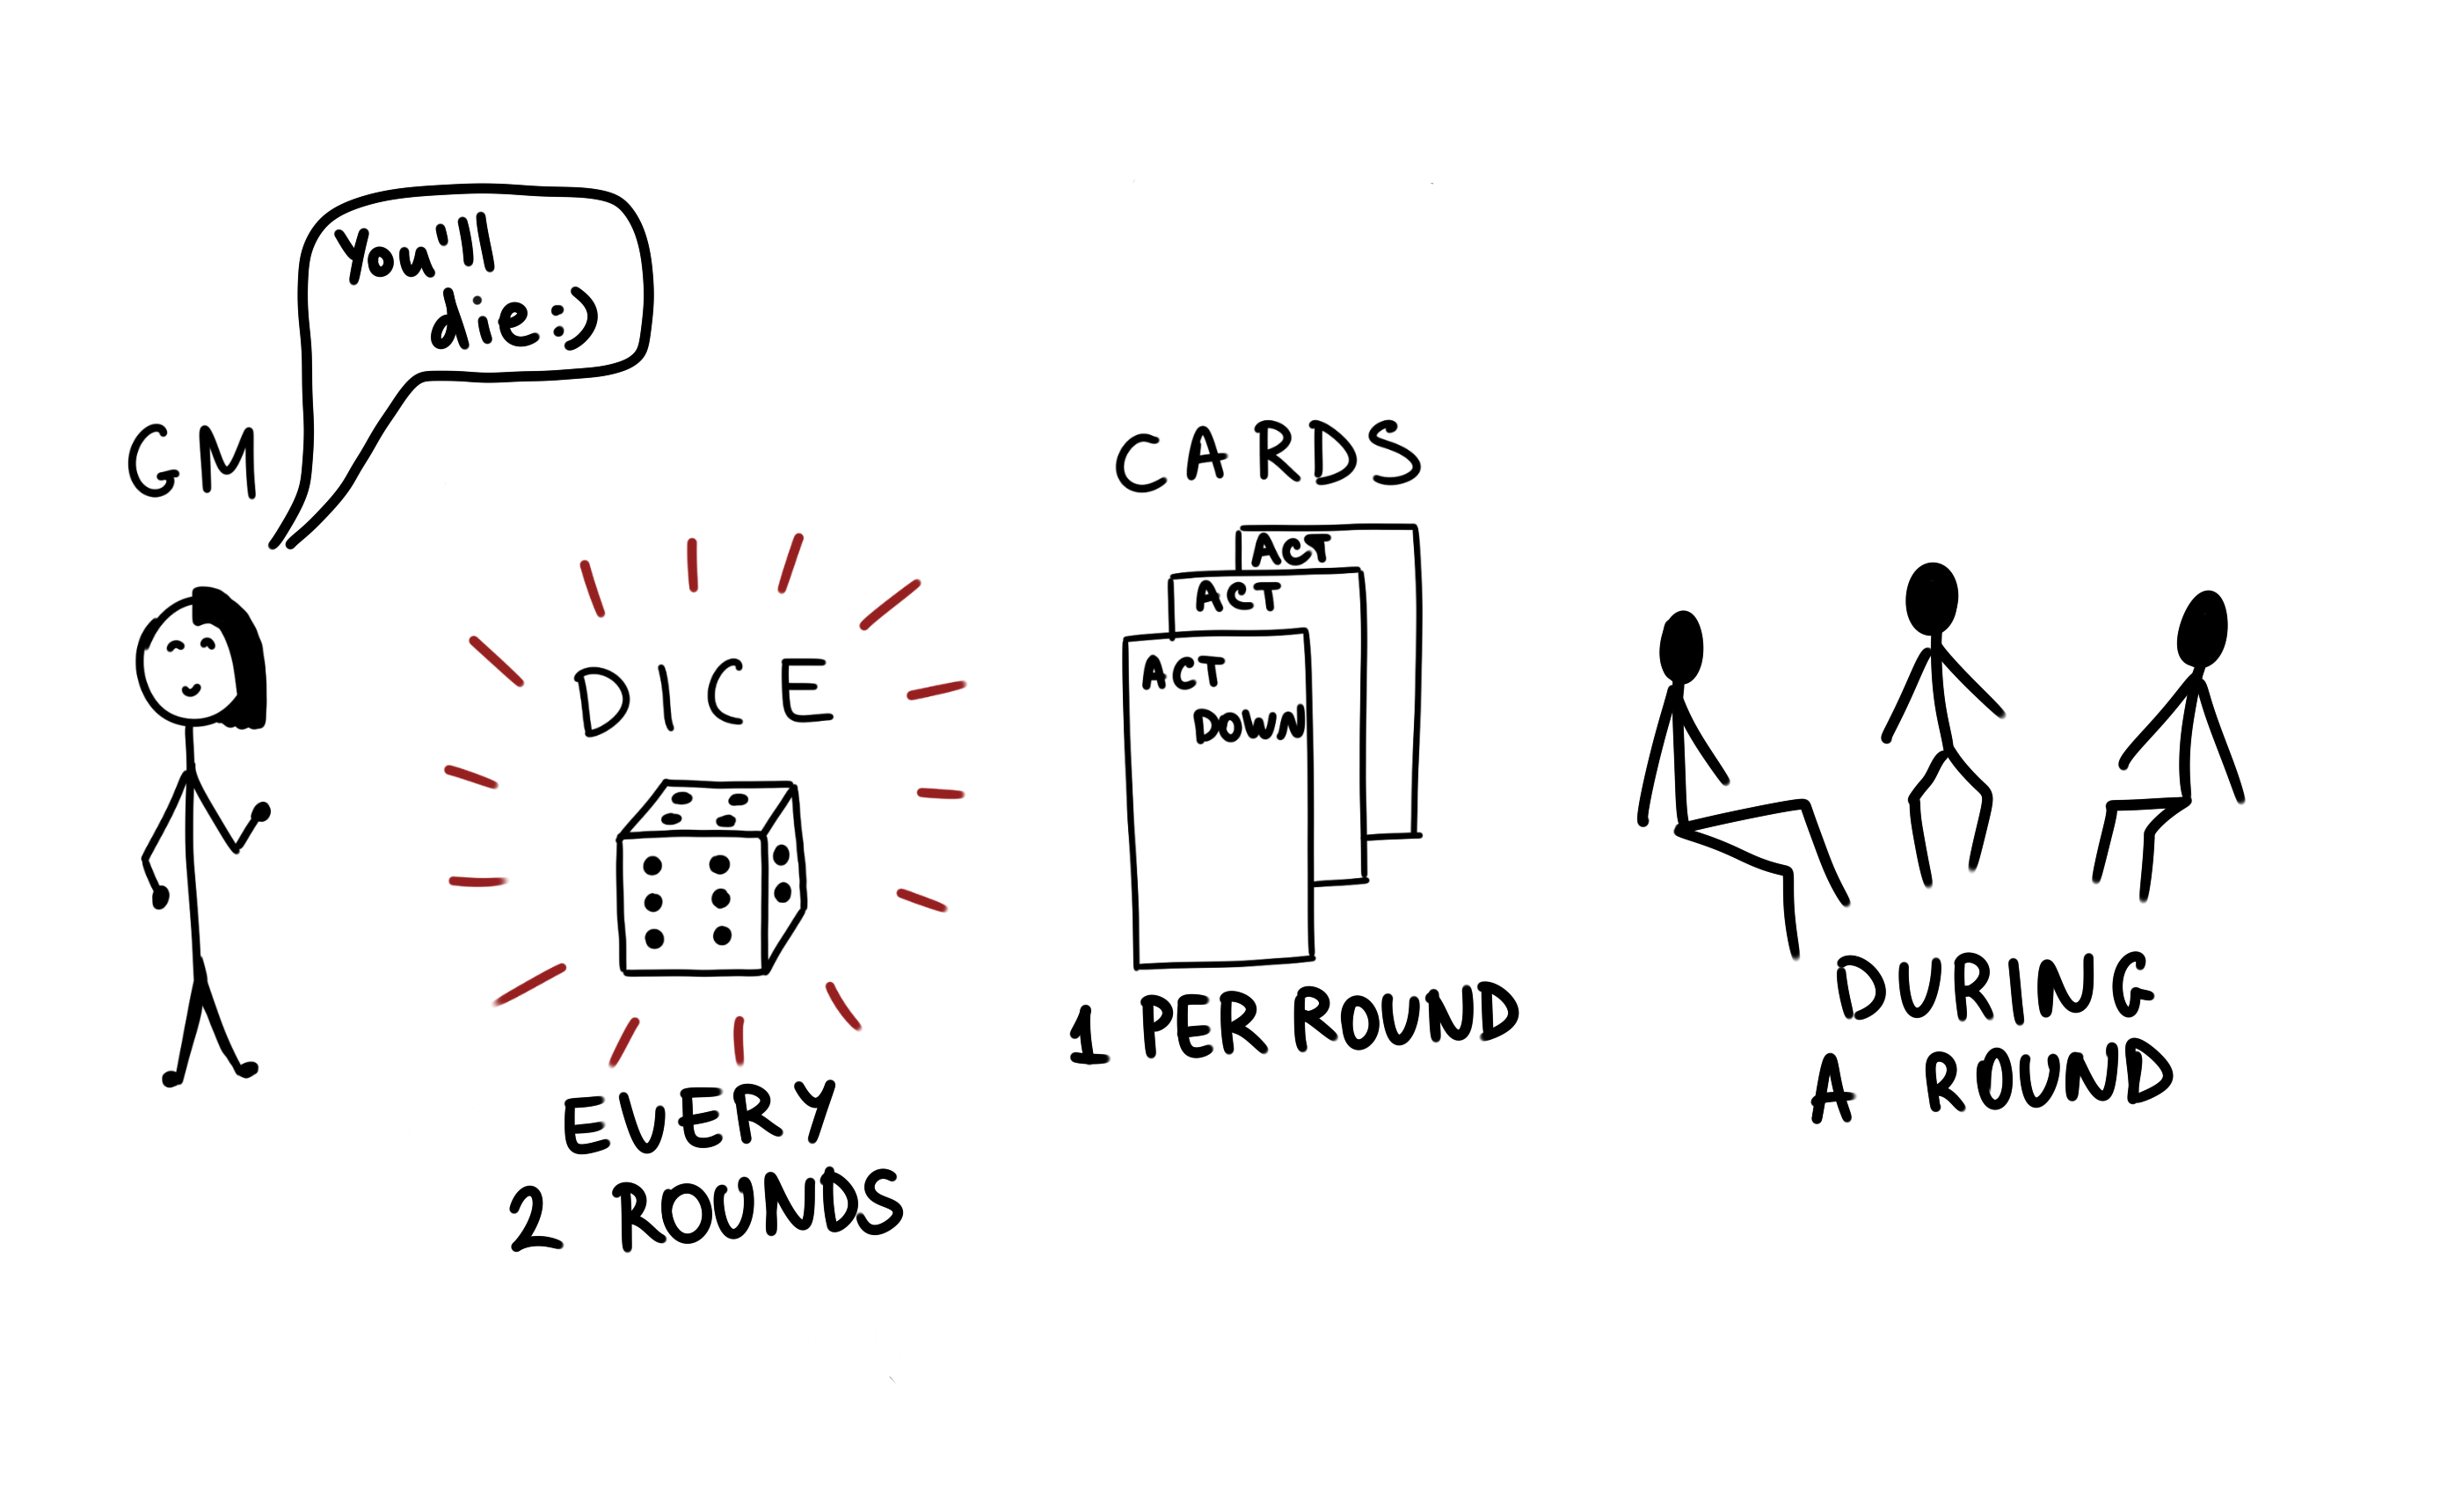 You'll
die:)
GM
DICE
EVERY
2 ROUNDS
CARDS
ACT
ACT
ACT
DOWN
1 PER ROUND
DURING
A ROUND